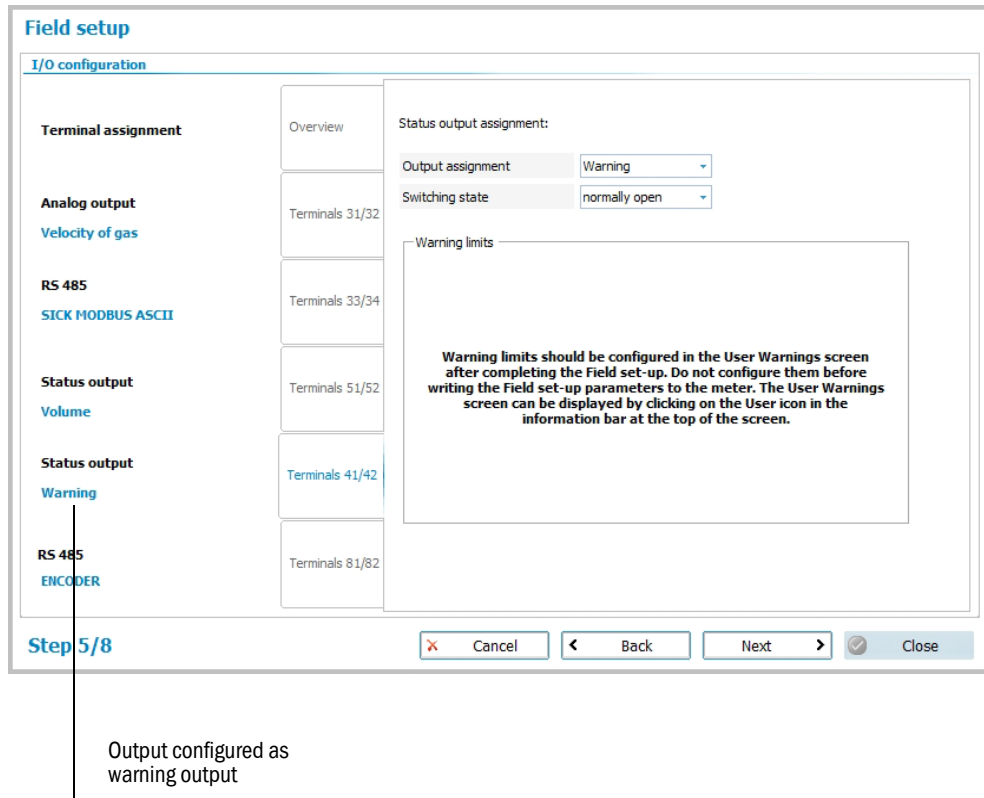 Field setup
I/O configuration
Terminal assignment
Overview
Analog output
Velocity of gas
Terminals 31/32
RS 485
SICK MODBUS ASCII
Terminals 33/34
Status output
Volume
Terminals 51/52
Status output
Warning
Terminals 41/42
RS 485
ENCODER
Terminals 81/82
Status output assignment:
Output assignment
Warning
Switching state
normally open
Warning limits
Warning limits should be configured in the User Warnings screen
after completing the Field set-up. Do not configure them before
writing the Field set-up parameters to the meter. The User Warnings
screen can be displayed by clicking on the User icon in the
information bar at the top of the screen.
Step 5/8
Cancel
Back
Next
Close
Output configured as
warning output